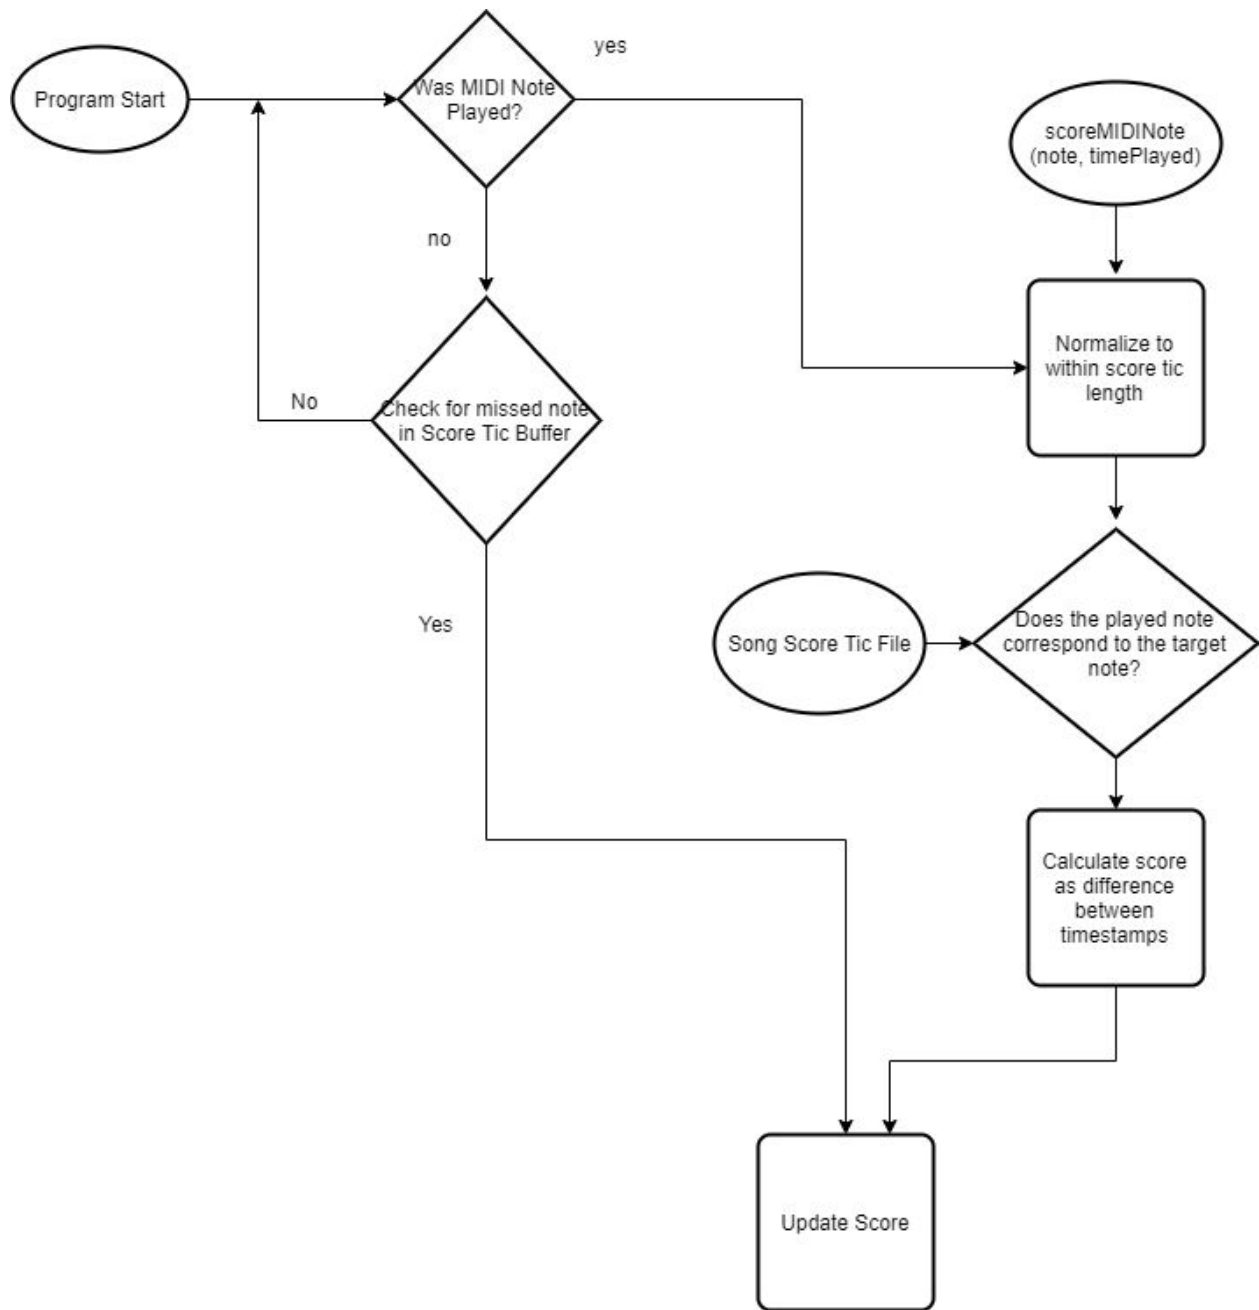 Program Start
Was MIDI Note
Played?
yes
no
scoreMIDINote
(note, timePlayed)
Normalize to
within score tic
length
No
Check for missed note
in Score Tic Buffer
Yes
Song Score Tic File
Does the played note
correspond to the target
note?
Calculate score
as difference
between
timestamps
Update Score